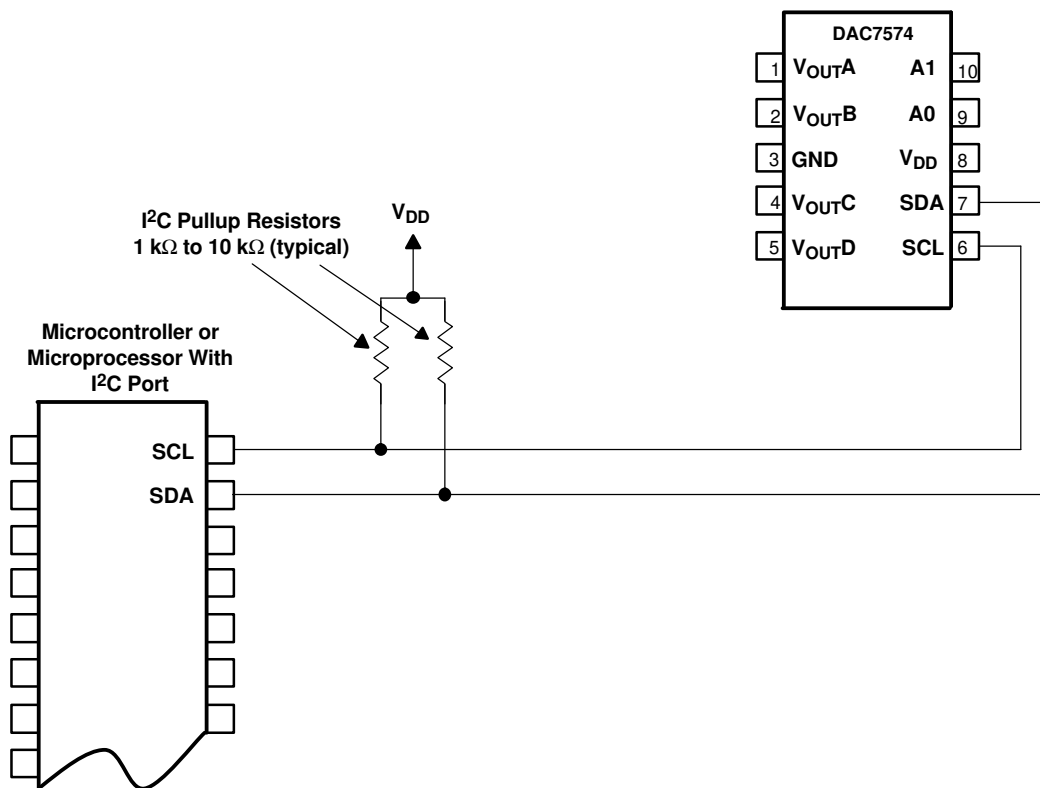 DAC7574
1 VOUTA A1 10
2 VOUTB A0 9
3 GND VDD 8
4 VOUTC SDA 7
5 VOUTD SCL 6
I2C Pullup Resistors
1 kΩ to 10 kΩ (typical)
VDD
Microcontroller or
Microprocessor With
I2C Port
SCL
SDA